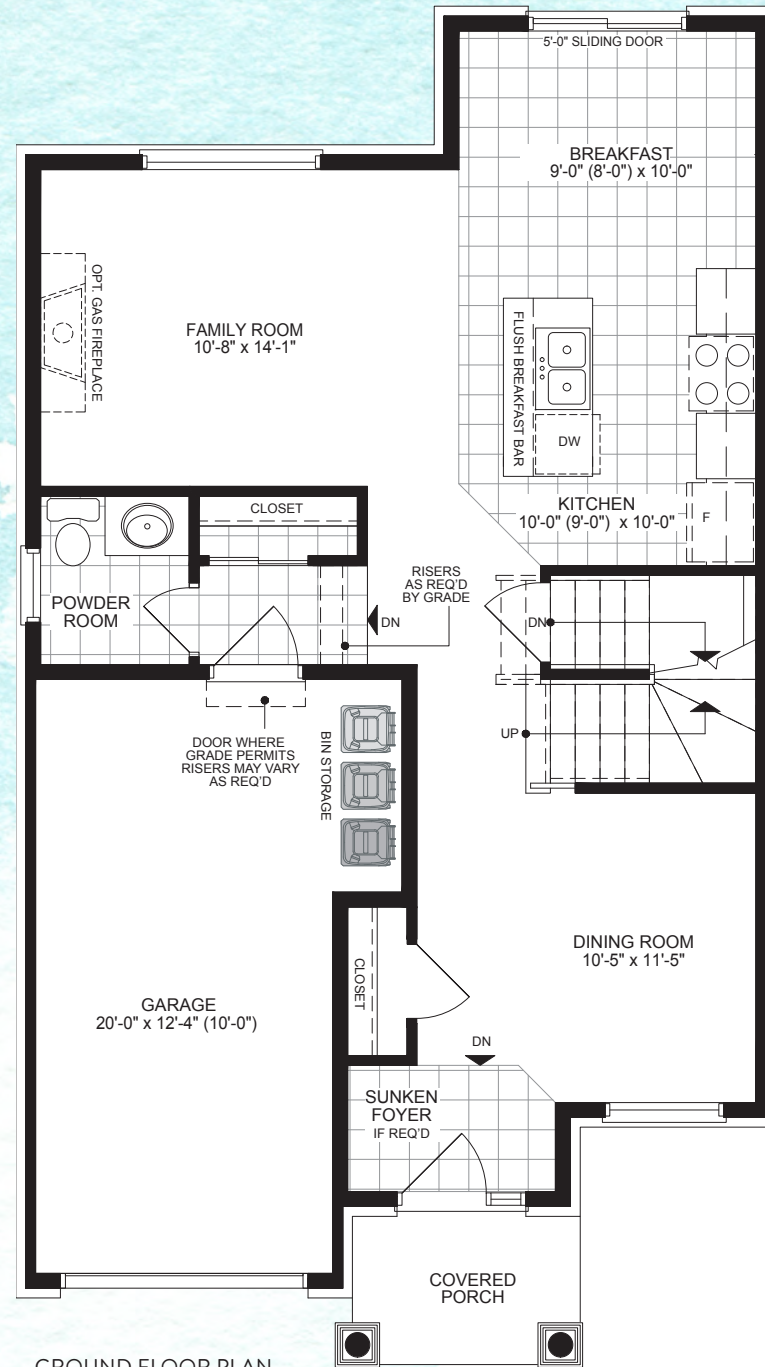 5'-0" SLIDING DOOR
BREAKFAST
9'-0" (8'-0") x 10'-0"
OPT. GAS FIREPLACE
FAMILY ROOM
10'-8" x 14'-1"
FLUSH BREAKFAST BAR
DW
KITCHEN
10'-0" (9'-0") x 10'-0"
F
CLOSET
POWDER
ROOM
RISERS
AS REQ'D
BY GRADE
DN
DN
UP
DOOR WHERE
GRADE PERMITS
RISERS MAY VARY
AS REQ'D
BIN STORAGE
DINING ROOM
10'-5" x 11'-5"
CLOSET
GARAGE
20'-0" x 12'-4" (10'-0")
DN
SUNKEN
FOYER
IF REQ'D
COVERED
PORCH
GROUND FLOOR PLAN